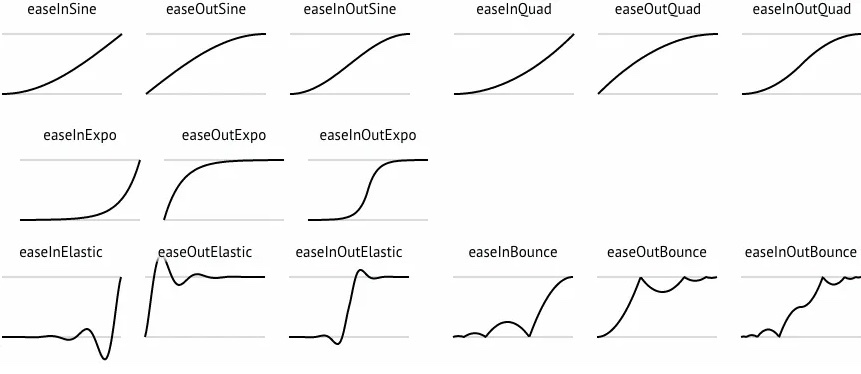 easeInSine easeOutSine easeInOutSine easeInQuad easeOutQuad easeInOutQuad
easeInExpo easeOutExpo easeInOutExpo
easeInElastic easeOutElastic easeInOutElastic easeInBounce easeOutBounce easeInOutBounce